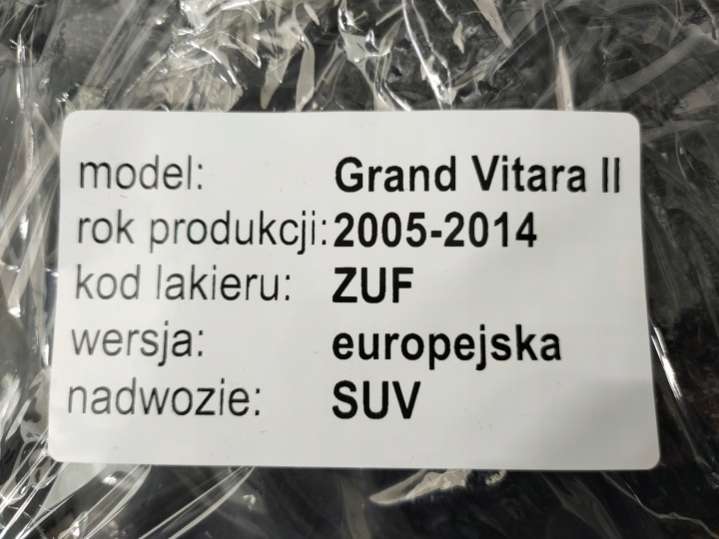 model: Grand Vitara II
rok produkcji: 2005-2014
kod lakieru: ZUF
wersja: europejska
nadwozie: SUV